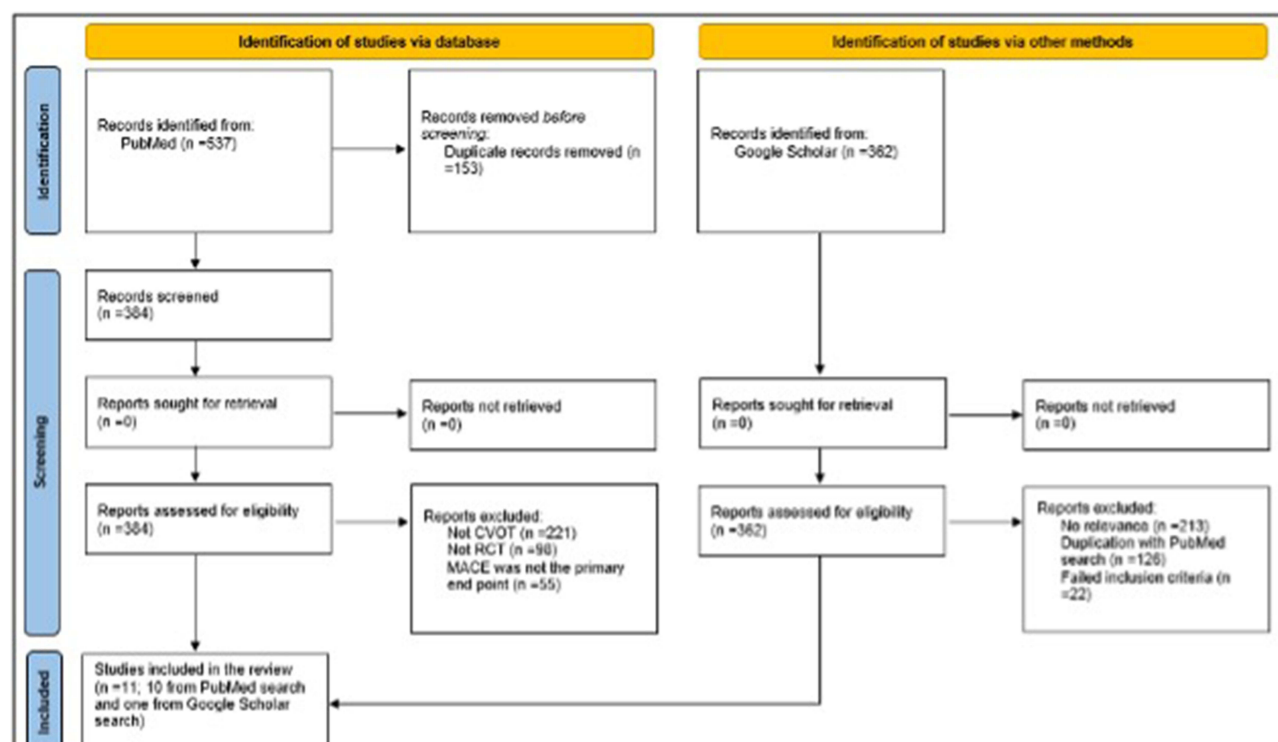 Identification of studies via database
Identification of studies via other methods
Identification
Records identified from:
PubMed (n =537)
Records removed before
screening:
Duplicate records removed (n
=153)
Records identified from:
Google Scholar (n =362)
Screening
Records screened
(n =384)
Reports sought for retrieval
(n =0)
Reports not retrieved
(n =0)
Reports sought for retrieval
(n =0)
Reports not retrieved
(n =0)
Reports assessed for eligibility
(n =384)
Reports excluded:
Not CVOT (n =221)
Not RCT (n =98)
MACE was not the primary
end point (n =55)
Reports assessed for eligibility
(n =362)
Reports excluded:
No relevance (n =213)
Duplication with PubMed
search (n =126)
Failed inclusion criteria (n
=22)
Included
Studies included in the review
(n =11; 10 from PubMed search
and one from Google Scholar
search)